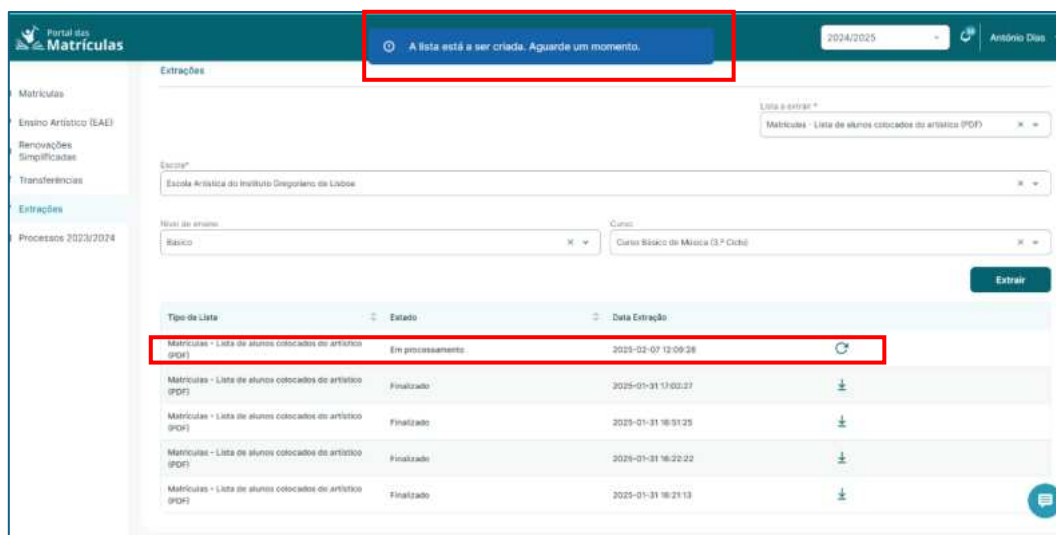 Portal das
Matrículas
A lista está a ser criada. Aguarde um momento.
2024/2025
António Dias
Extrações
Matrículas
Ensino Artístico (EAE)
Renovações
Simplificadas
Transferências
Extrações
Processos 2023/2024
Lista a extrair *
Matrículas - Lista de alunos colocados do artístico (PDF)
Escola*
Escola Artística do Instituto Gregoriano de Lisboa
Nível de ensino
Básico
Curso
Curso Básico de Música (3.º Ciclo)
Extrair
Tipo de Lista Estado Data Extração
Matrículas - Lista de alunos colocados do artístico
(PDF)
Em processamento. 2025-02-07 12:09:28
Matrículas - Lista de alunos colocados do artístico
(PDF)
Finalizado 2025-01-31 17:03:27
Matrículas - Lista de alunos colocados do artístico
(PDF)
Finalizado 2025-01-31 16:51:25
Matrículas - Lista de alunos colocados do artístico
(PDF)
Finalizado 2025-01-31 16:22:22
Matrículas - Lista de alunos colocados do artístico
(PDF)
Finalizado 2025-01-31 16:21:13